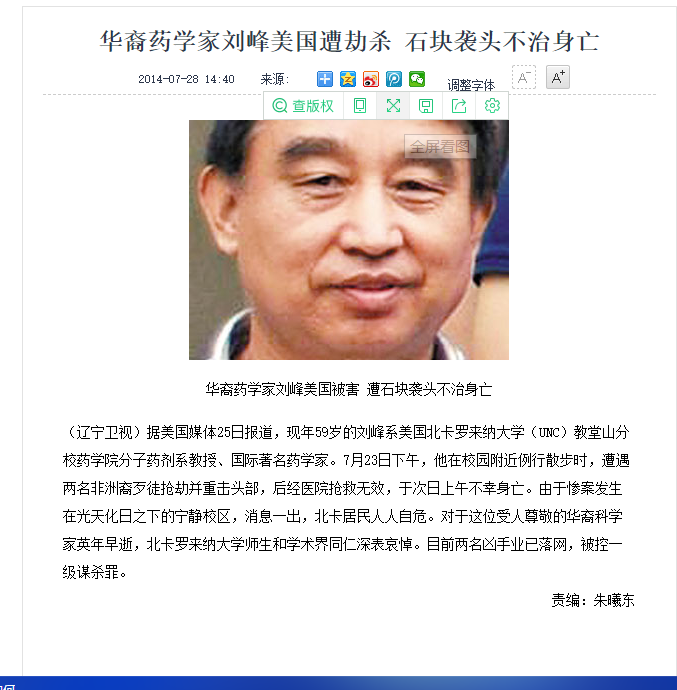 华裔药学家刘峰美国遭劫杀 石块袭头不治身亡
2014-07-28 14:40 来源: 调整字体 A- A+
查版权
全屏看图
华裔药学家刘峰美国被害 遭石块袭头不治身亡
（辽宁卫视）据美国媒体25日报道，现年59岁的刘峰系美国北卡罗来纳大学（UNC）教堂山分
校药学院分子药剂系教授、国际著名药学家。7月23日下午，他在校园附近例行散步时，遭遇
两名非洲裔歹徒抢劫并重击头部，后经医院抢救无效，于次日上午不幸身亡。由于惨案发生
在光天化日之下的宁静校区，消息一出，北卡居民人人自危。对于这位受人尊敬的华裔科学
家英年早逝，北卡罗来纳大学师生和学术界同仁深表哀悼。目前两名凶手业已落网，被控一
级谋杀罪。
责编：朱曦东